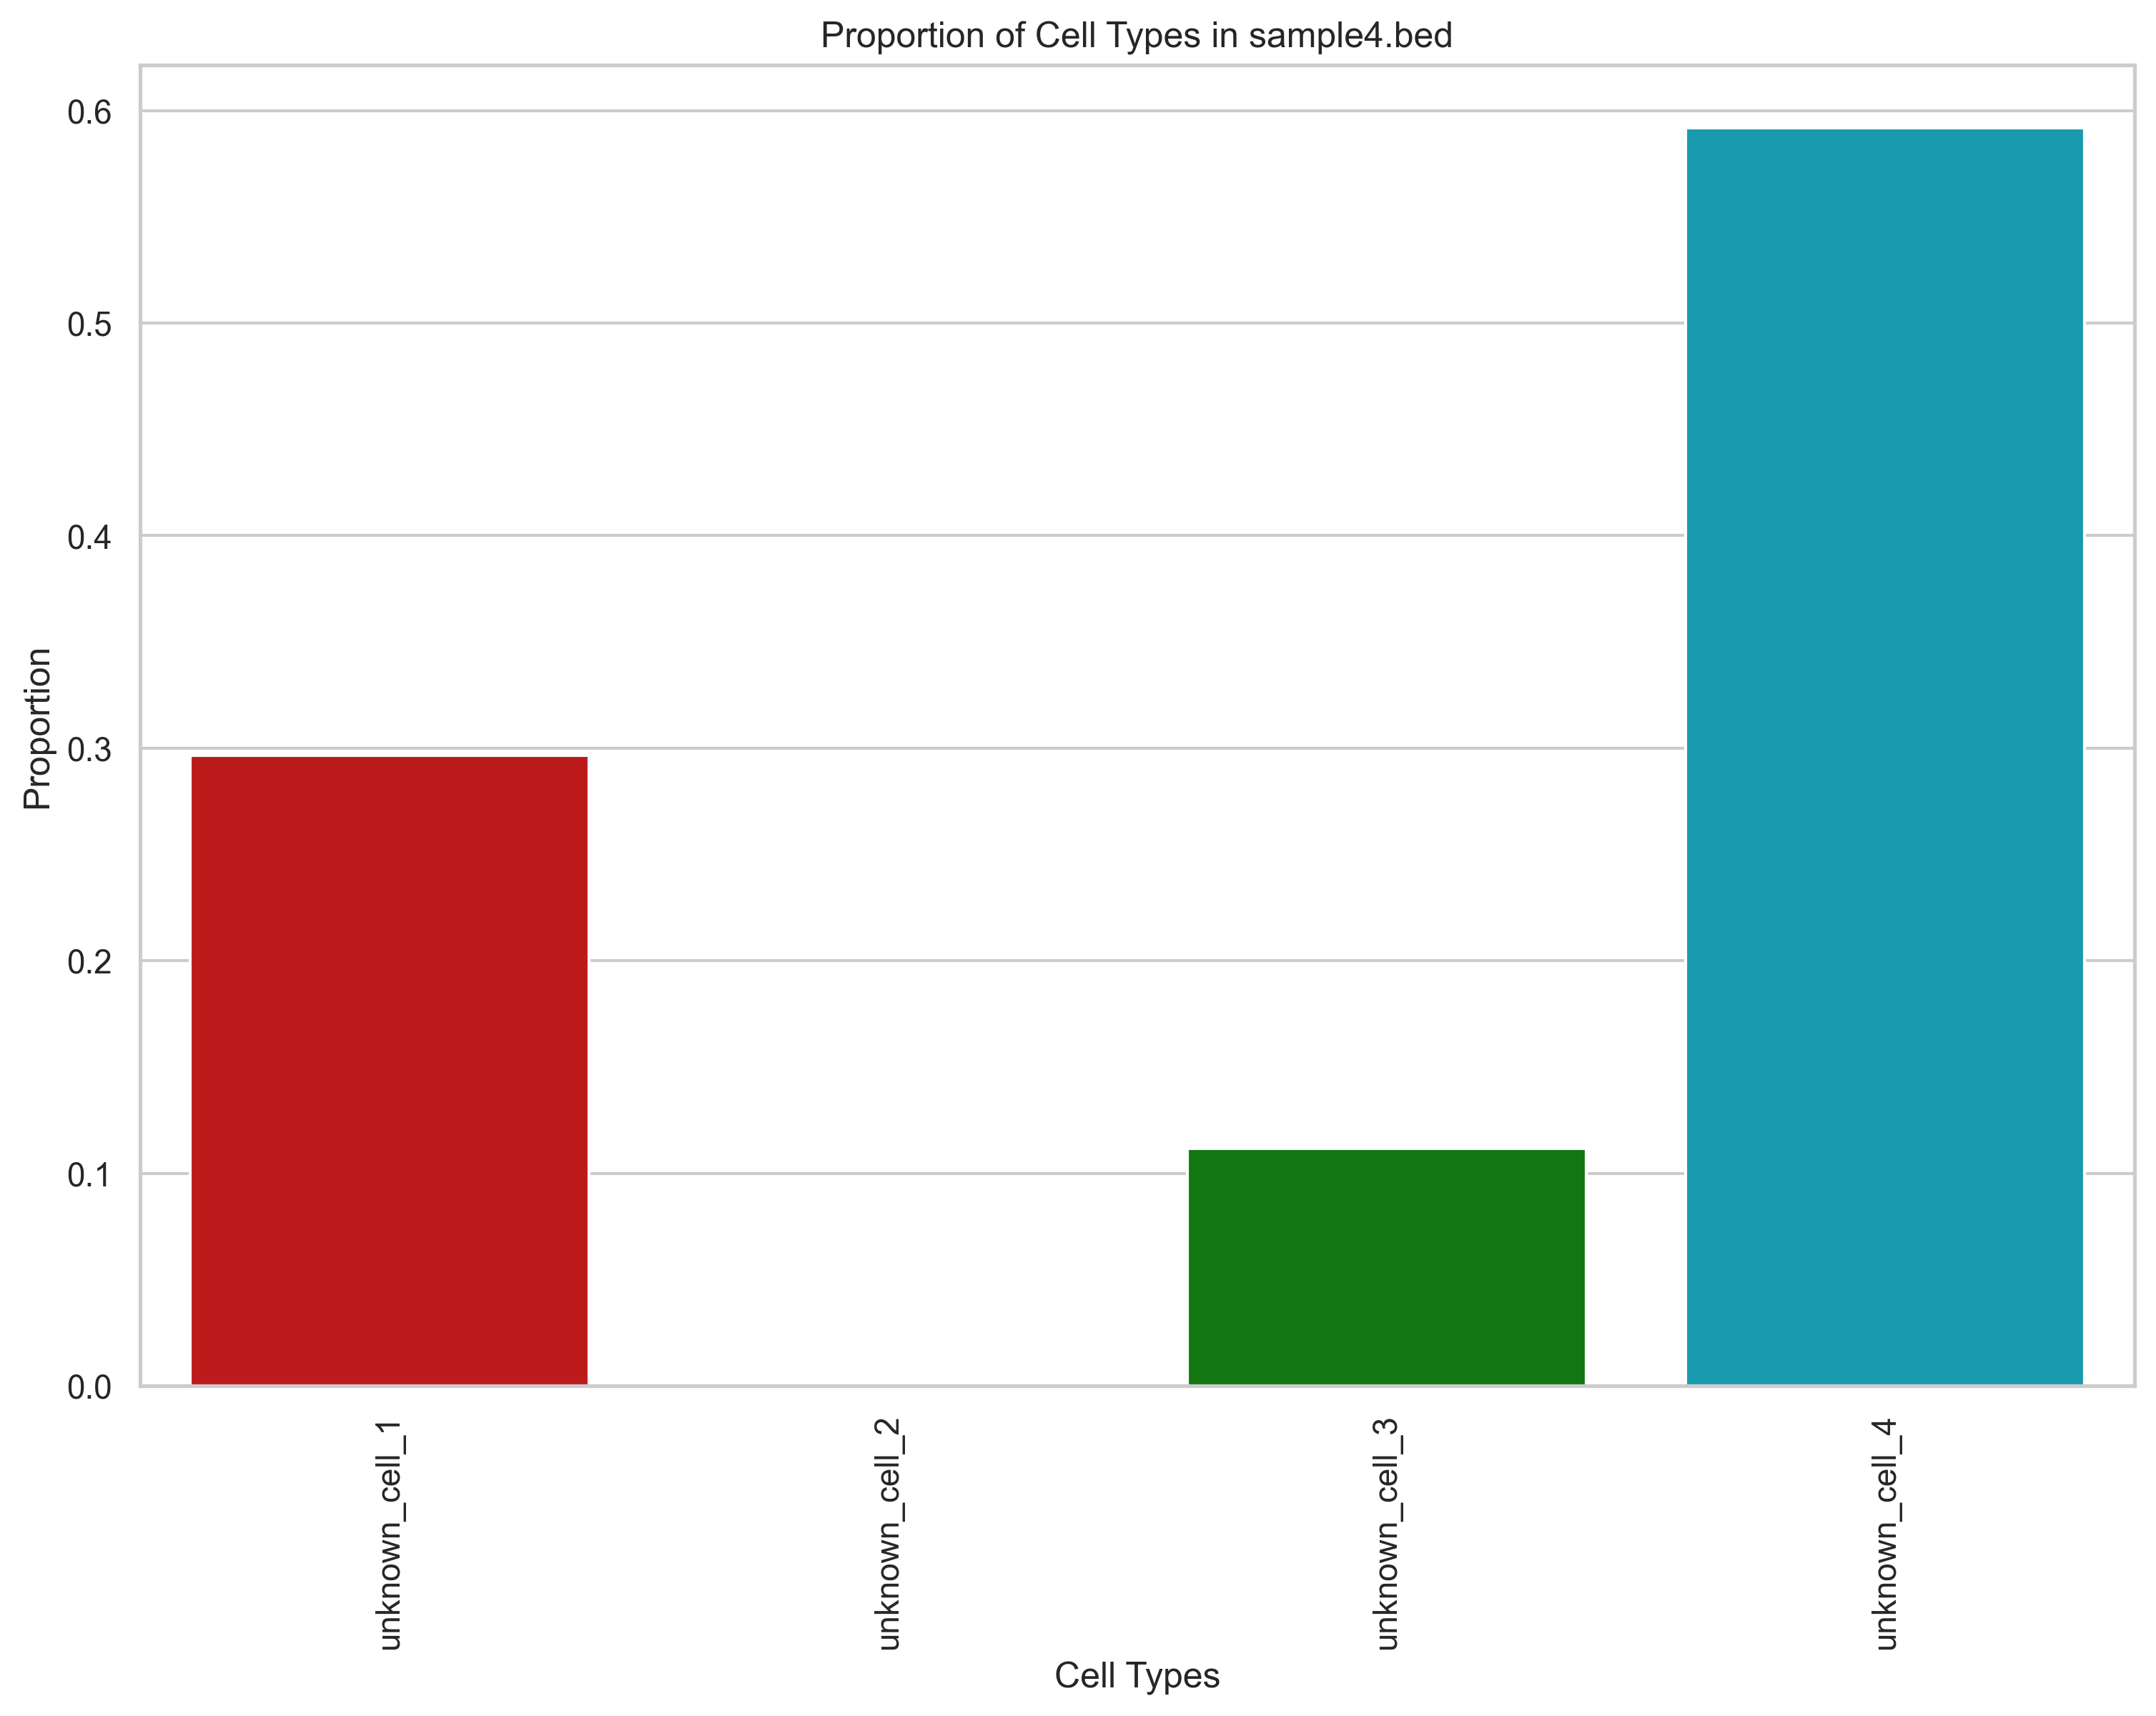 Proportion of Cell Types in sample4.bed
Proportion
0.6
0.5
0.4
0.3
0.2
0.1
0.0
unknown_cell_1
unknown_cell_2
unknown_cell_3
unknown_cell_4
Cell Types